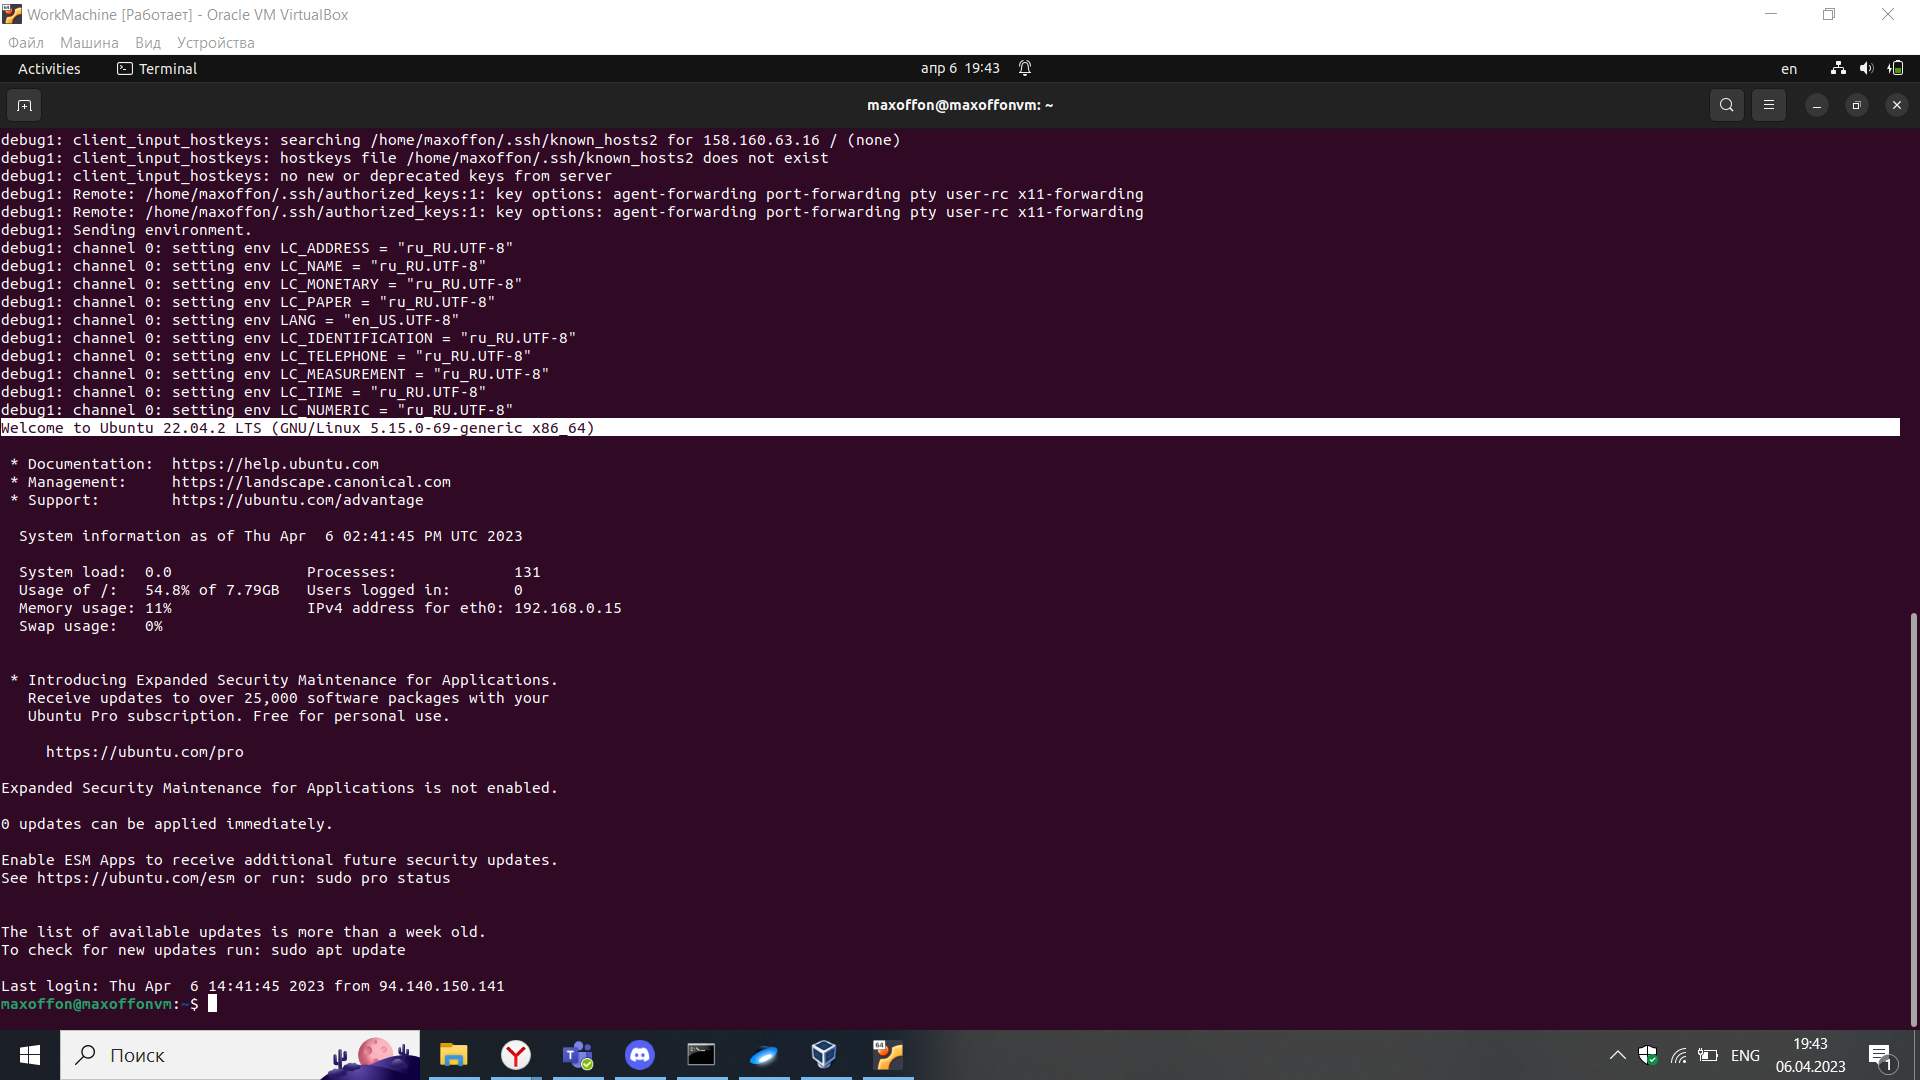 WorkMachine [Работает] - Oracle VM VirtualBox
Файл Машина Вид Устройства
Activities Terminal апр 6 19:43 en
maxoffon@maxoffonvm: ~
debug1: client_input_hostkeys: searching /home/maxoffon/.ssh/known_hosts2 for 158.160.63.16 / (none)
debug1: client_input_hostkeys: hostkeys file /home/maxoffon/.ssh/known_hosts2 does not exist
debug1: client_input_hostkeys: no new or deprecated keys from server
debug1: Remote: /home/maxoffon/.ssh/authorized_keys:1: key options: agent-forwarding port-forwarding pty user-rc x11-forwarding
debug1: Remote: /home/maxoffon/.ssh/authorized_keys:1: key options: agent-forwarding port-forwarding pty user-rc x11-forwarding
debug1: Sending environment.
debug1: channel 0: setting env LC_ADDRESS = "ru_RU.UTF-8"
debug1: channel 0: setting env LC_NAME = "ru_RU.UTF-8"
debug1: channel 0: setting env LC_MONETARY = "ru_RU.UTF-8"
debug1: channel 0: setting env LC_PAPER = "ru_RU.UTF-8"
debug1: channel 0: setting env LANG = "en_US.UTF-8"
debug1: channel 0: setting env LC_IDENTIFICATION = "ru_RU.UTF-8"
debug1: channel 0: setting env LC_TELEPHONE = "ru_RU.UTF-8"
debug1: channel 0: setting env LC_MEASUREMENT = "ru_RU.UTF-8"
debug1: channel 0: setting env LC_TIME = "ru_RU.UTF-8"
debug1: channel 0: setting env LC_NUMERIC = "ru_RU.UTF-8"
Welcome to Ubuntu 22.04.2 LTS (GNU/Linux 5.15.0-69-generic x86_64)
* Documentation: https://help.ubuntu.com
* Management: https://landscape.canonical.com
* Support: https://ubuntu.com/advantage
System information as of Thu Apr 6 02:41:45 PM UTC 2023
System load: 0.0 Processes: 131
Usage of /: 54.8% of 7.79GB Users logged in: 0
Memory usage: 11% IPv4 address for eth0: 192.168.0.15
Swap usage: 0%
* Introducing Expanded Security Maintenance for Applications.
Receive updates to over 25,000 software packages with your
Ubuntu Pro subscription. Free for personal use.
https://ubuntu.com/pro
Expanded Security Maintenance for Applications is not enabled.
0 updates can be applied immediately.
Enable ESM Apps to receive additional future security updates.
See https://ubuntu.com/esm or run: sudo pro status
The list of available updates is more than a week old.
To check for new updates run: sudo apt update
Last login: Thu Apr 6 14:41:45 2023 from 94.140.150.141
maxoffon@maxoffonvm:~$
Поиск
64
ENG
19:43
06.04.2023
1